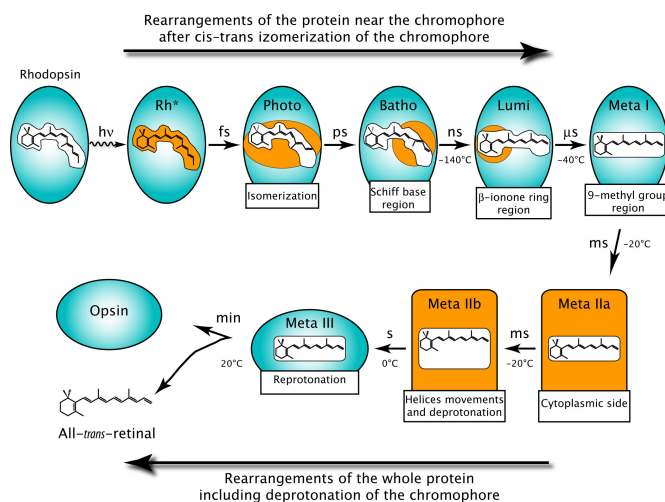 Rearrangements of the protein near the chromophore
after cis-trans izomerization of the chromophore
Rhodopsin
hν
Rh*
fs
Photo
Isomerization
ps
Batho
Schiff base
region
ns
-140°C
Lumi
β-ionone ring
region
μs
-40°C
Meta I
9-methyl group
region
ms
-20°C
Meta IIa
Cytoplasmic side
ms
-20°C
Meta IIb
Helices movements
and deprotonation
s
0°C
Meta III
Reprotonation
min
20°C
Opsin
All-trans-retinal
Rearrangements of the whole protein
including deprotonation of the chromophore